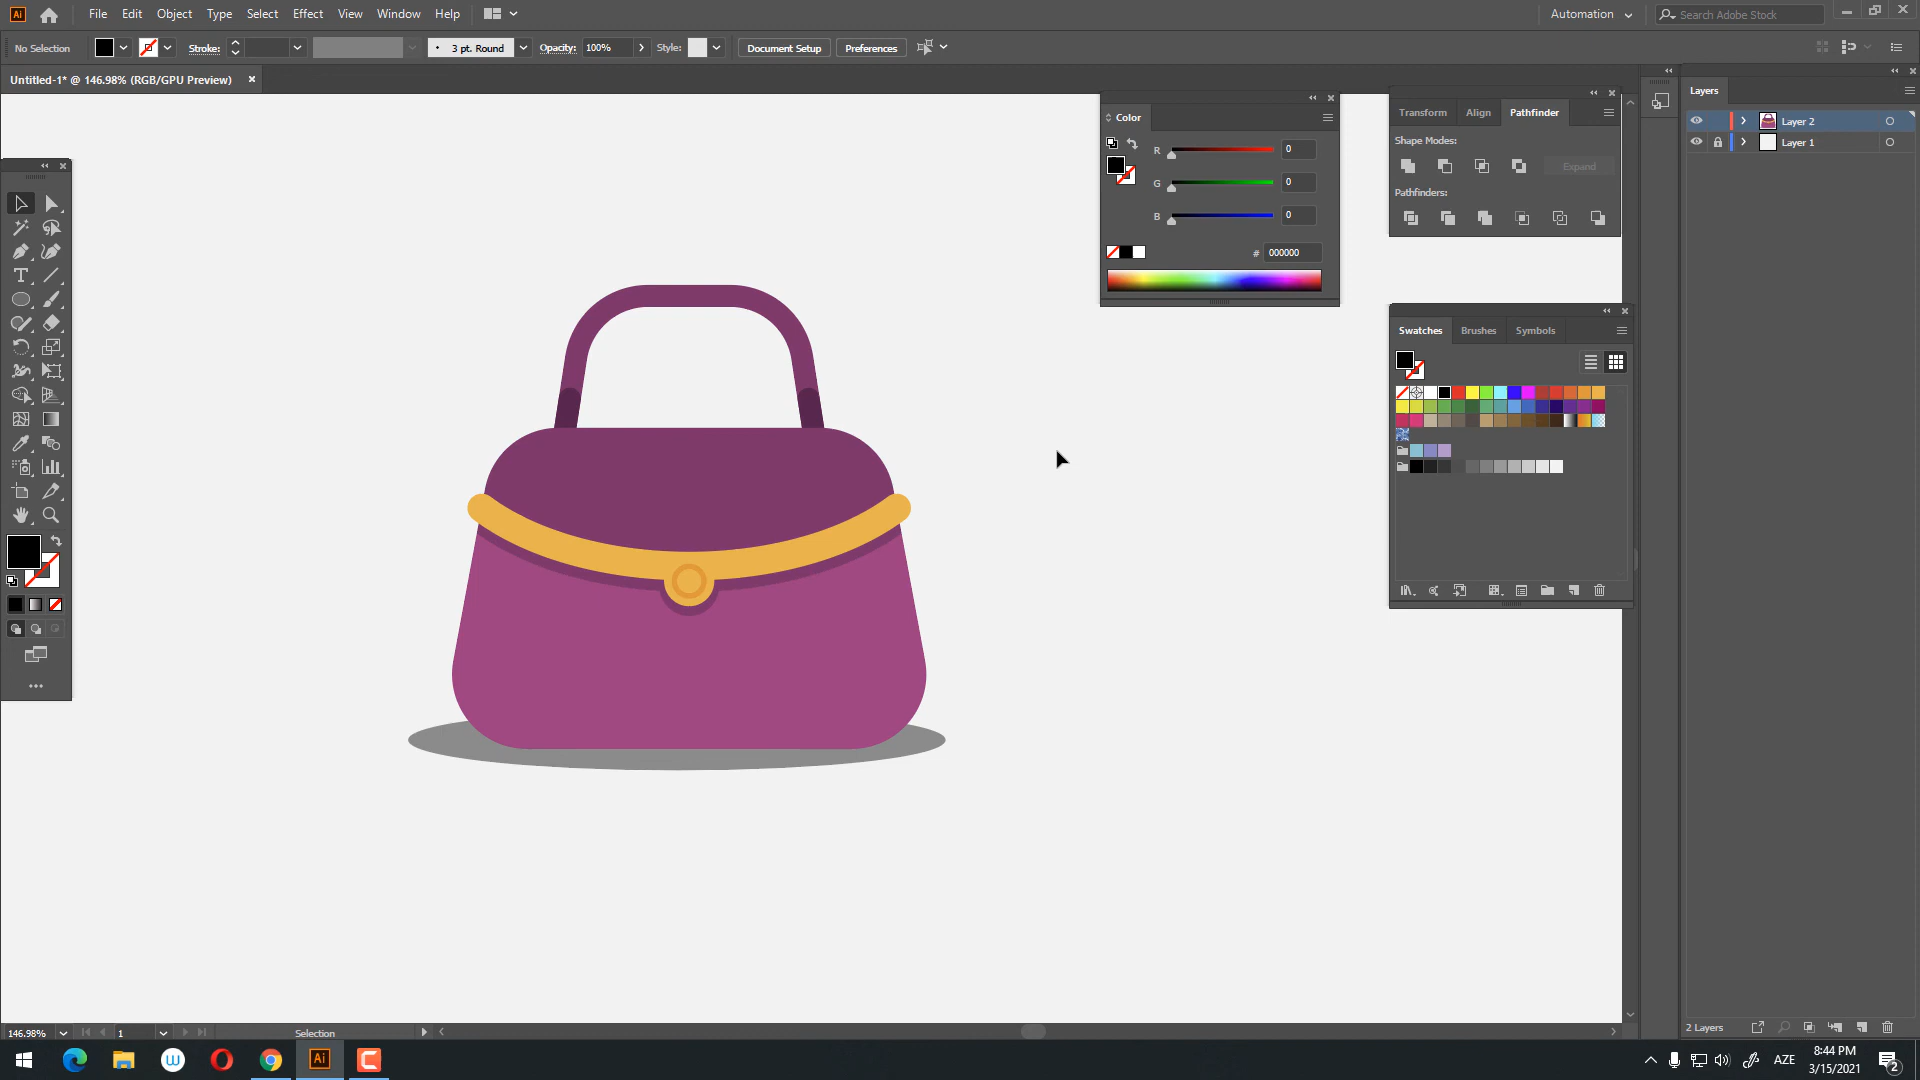 Ai File Edit Object Type Select Effect View Window Help Automation Search Adobe Stock
No Selection Stroke: 3 pt. Round Opacity: 100% Style: Document Setup Preferences
Untitled-1* @ 146.98% (RGB/GPU Preview)
Layers
Color
Transform Align Pathfinder
Layer 2
R 0
Shape Modes:
Layer 1
Expand
G 0
Pathfinders:
B 0
# 000000
Swatches Brushes Symbols
146.98% 1 Selection
2 Layers
Ai AZE 8:44 PM
3/15/2021 2